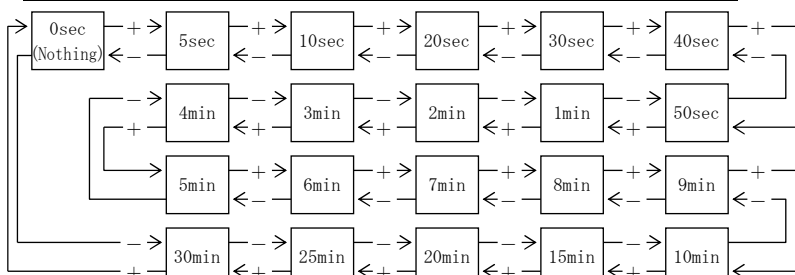 0sec + 5sec + 10sec + 20sec + 30sec + 40sec +
(Nothing) − − − − − −
− 4min − 3min − 2min − 1min − 50sec
+ + + + +
5min + 6min + 7min + 8min + 9min +
− − − − −
− 30min − 25min − 20min − 15min − 10min
+ + + + +